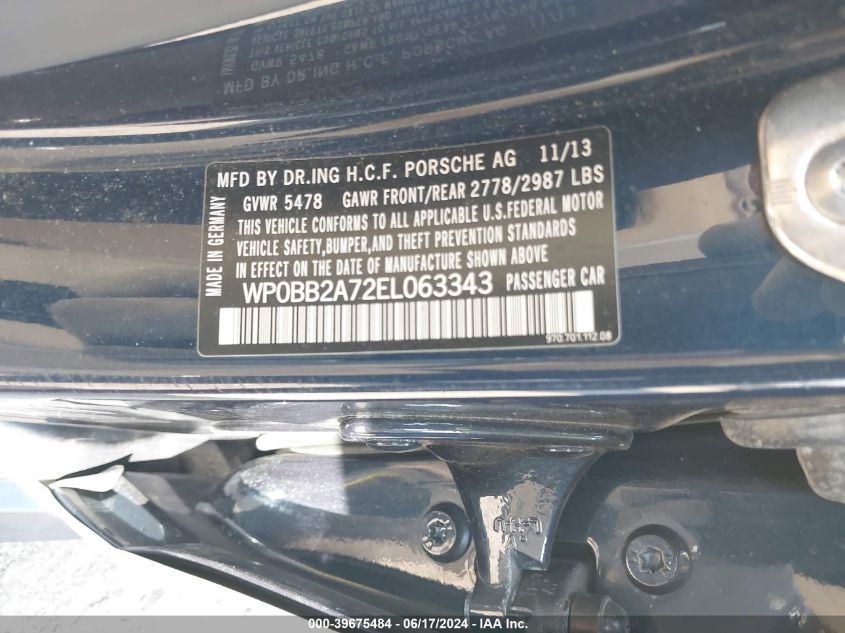 MFD BY DR.ING H.C.F. PORSCHE AG 11/13
GVWR 5478 GAWR FRONT/REAR 2778/2987 LBS
THIS VEHICLE CONFORMS TO ALL APPLICABLE U.S.FEDERAL MOTOR
VEHICLE SAFETY,BUMPER,AND THEFT PREVENTION STANDARDS
IN EFFECT ON THE DATE OF MANUFACTURE SHOWN ABOVE
WP0BB2A72EL063343 PASSENGER CAR
970.701.112.08
MADE IN GERMANY
000-39675484 - 06/17/2024 - IAAI.com